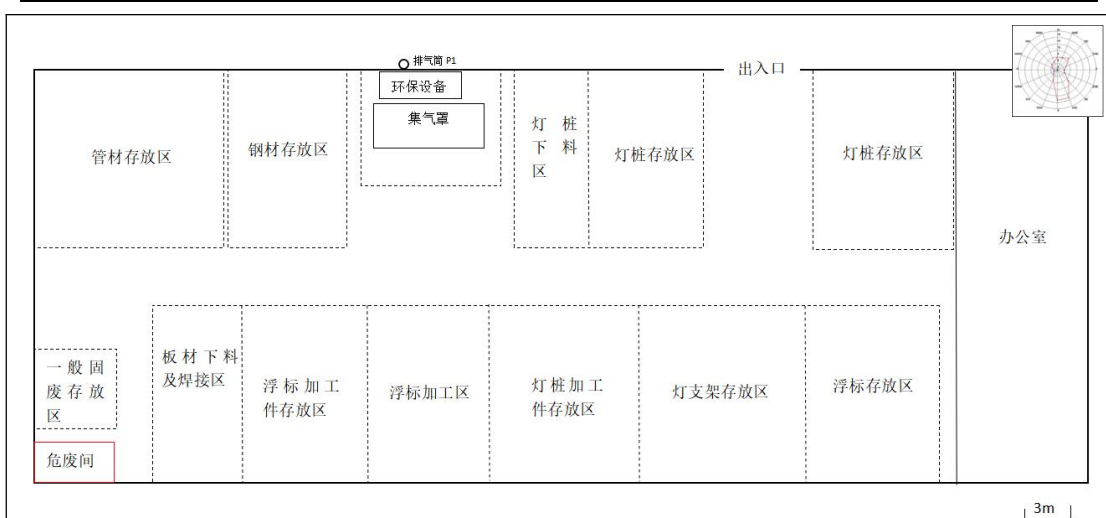 排气筒 P1
出入口
环保设备
集气罩
管材存放区
钢材存放区
灯 桩
下 料
区
灯桩存放区
灯桩存放区
办公室
一 般 固
废 存 放
区
危废间
板 材 下 料
及焊接区
浮 标 加 工
件存放区
浮标加工区
灯 桩 加 工
件存放区
灯支架存放区
浮标存放区
3m